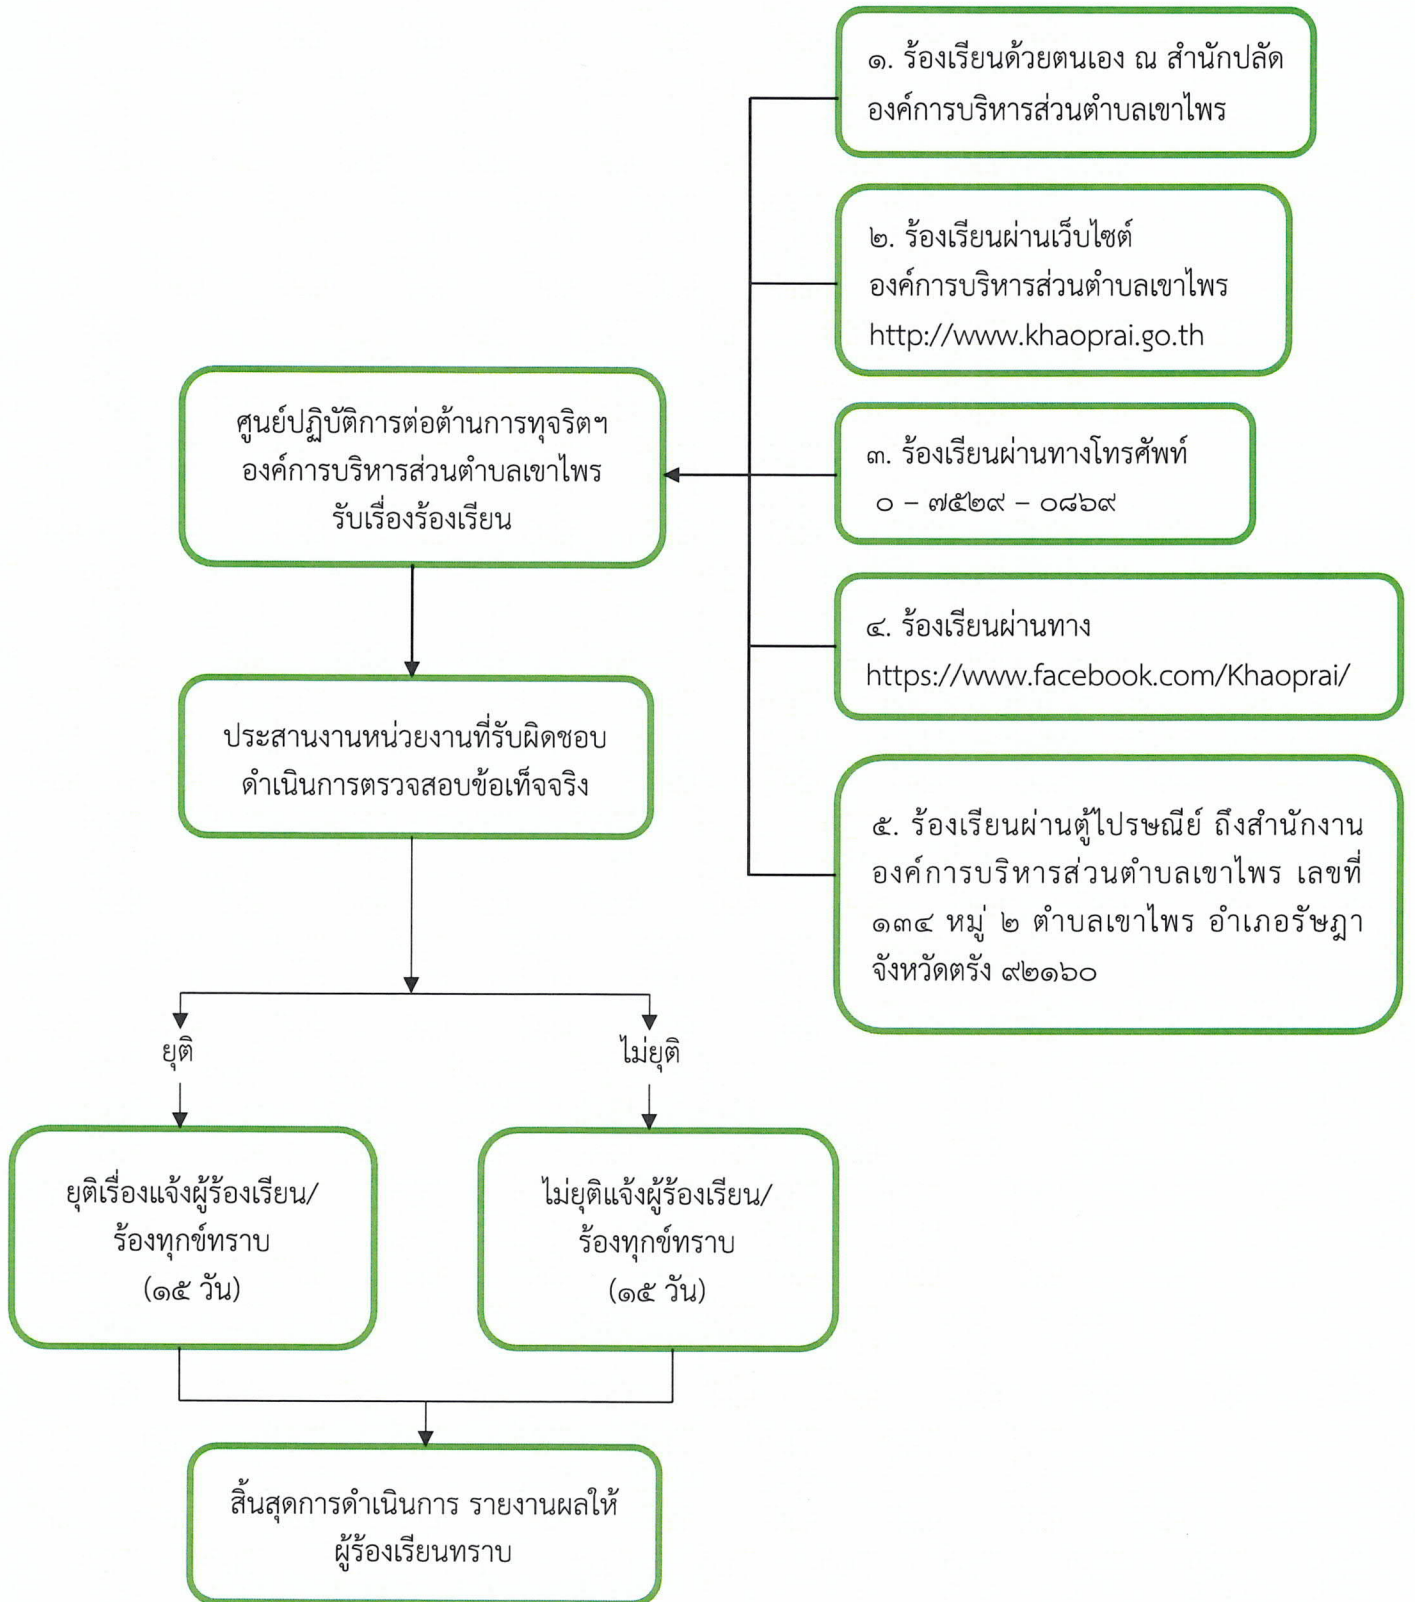 ๑. ร้องเรียนด้วยตนเอง ณ สำนักปลัด
องค์การบริหารส่วนตำบลเขาไพร
๒. ร้องเรียนผ่านเว็บไซต์
องค์การบริหารส่วนตำบลเขาไพร
http://www.khaoprai.go.th
๓. ร้องเรียนผ่านทางโทรศัพท์
๐ – ๗๕๒๙ – ๐๘๖๙
๔. ร้องเรียนผ่านทาง
https://www.facebook.com/Khaoprai/
๕. ร้องเรียนผ่านตู้ไปรษณีย์ ถึงสำนักงาน
องค์การบริหารส่วนตำบลเขาไพร เลขที่
๑๓๔ หมู่ ๒ ตำบลเขาไพร อำเภอรัษฎา
จังหวัดตรัง ๙๒๑๖๐
ศูนย์ปฏิบัติการต่อต้านการทุจริตฯ
องค์การบริหารส่วนตำบลเขาไพร
รับเรื่องร้องเรียน
ประสานงานหน่วยงานที่รับผิดชอบ
ดำเนินการตรวจสอบข้อเท็จจริง
ยุติ
ไม่ยุติ
ยุติเรื่องแจ้งผู้ร้องเรียน/
ร้องทุกข์ทราบ
(๑๕ วัน)
ไม่ยุติแจ้งผู้ร้องเรียน/
ร้องทุกข์ทราบ
(๑๕ วัน)
สิ้นสุดการดำเนินการ รายงานผลให้
ผู้ร้องเรียนทราบ